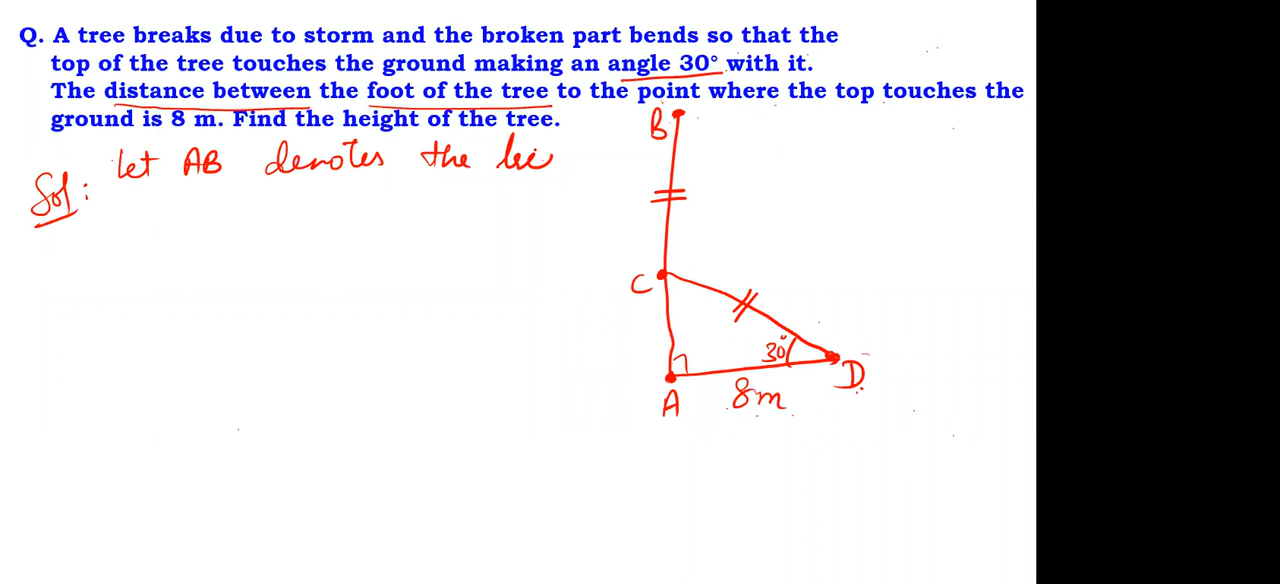 Q. A tree breaks due to storm and the broken part bends so that the
top of the tree touches the ground making an angle 30° with it.
The distance between the foot of the tree to the point where the top touches the
ground is 8 m. Find the height of the tree.
Sol:
let AB denotes the
B
C
30°
D
A
8m